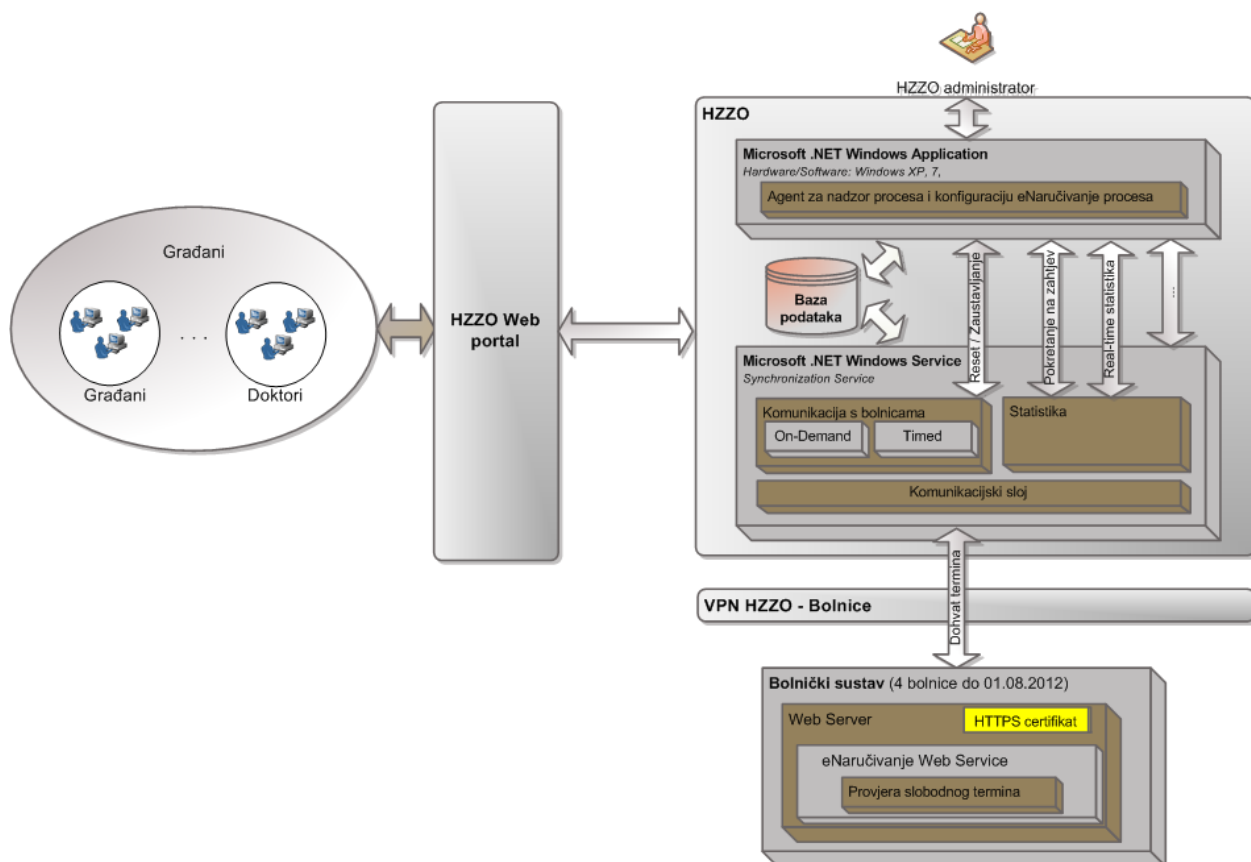 HZZO administrator
HZZO
Microsoft .NET Windows Application
Hardware/Software: Windows XP, 7,
Agent za nadzor procesa i konfiguraciju eNaručivanje procesa
Građani
Građani
. . .
Doktori
HZZO Web
portal
Baza
podataka
Reset / Zaustavljanje
Pokretanje na zahtjev
Real-time statistika
...
Microsoft .NET Windows Service
Synchronization Service
Komunikacija s bolnicama
On-Demand
Timed
Statistika
Komunikacijski sloj
Dohvat termina
VPN HZZO - Bolnice
Bolnički sustav (4 bolnice do 01.08.2012)
Web Server
HTTPS certifikat
eNaručivanje Web Service
Provjera slobodnog termina